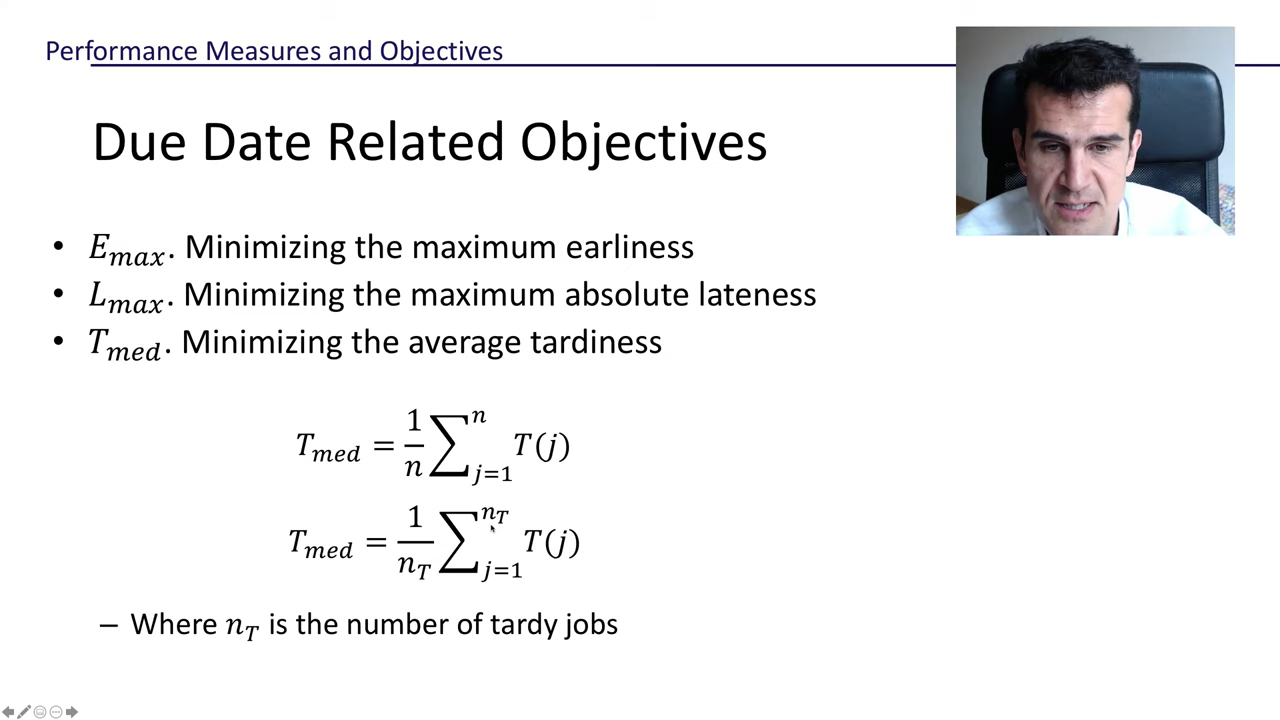 Performance Measures and Objectives
Due Date Related Objectives
• E_max. Minimizing the maximum earliness
• L_max. Minimizing the maximum absolute lateness
• T_med. Minimizing the average tardiness
T_med = 1/n ∑_{j=1}^{n} T(j)
T_med = 1/n_T ∑_{j=1}^{n_T} T(j)
– Where n_T is the number of tardy jobs